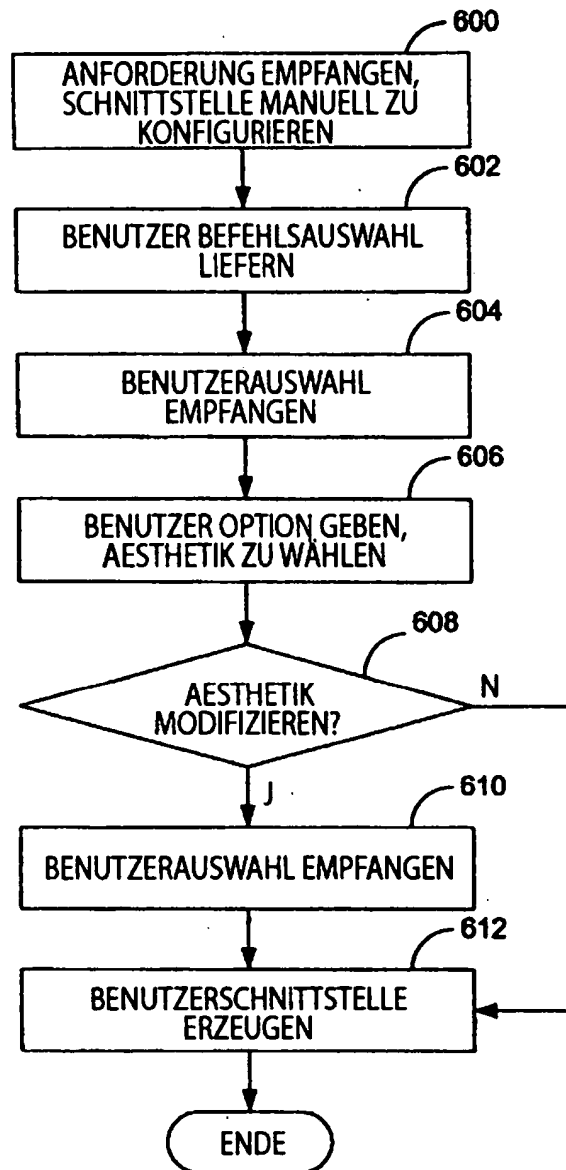 600
ANFORDERUNG EMPFANGEN,
SCHNITTSTELLE MANUELL ZU
KONFIGURIEREN
602
BENUTZER BEFEHLSAUSWAHL
LIEFERN
604
BENUTZERAUSWAHL
EMPFANGEN
606
BENUTZER OPTION GEBEN,
AESTHETIK ZU WÄHLEN
608
AESTHETIK
MODIFIZIEREN?
N
J
610
BENUTZERAUSWAHL EMPFANGEN
612
BENUTZERSCHNITTSTELLE
ERZEUGEN
ENDE